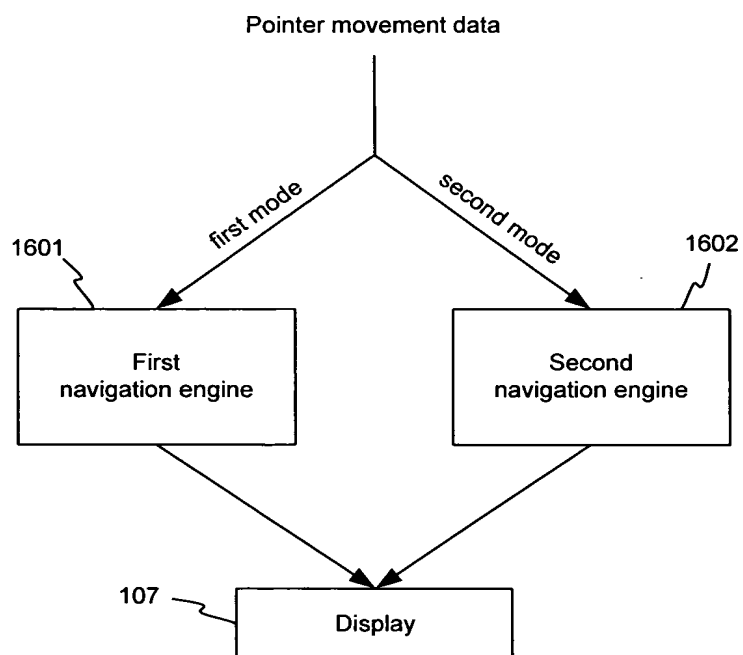 Pointer movement data
first mode
second mode
1601
1602
First
navigation engine
Second
navigation engine
107
Display